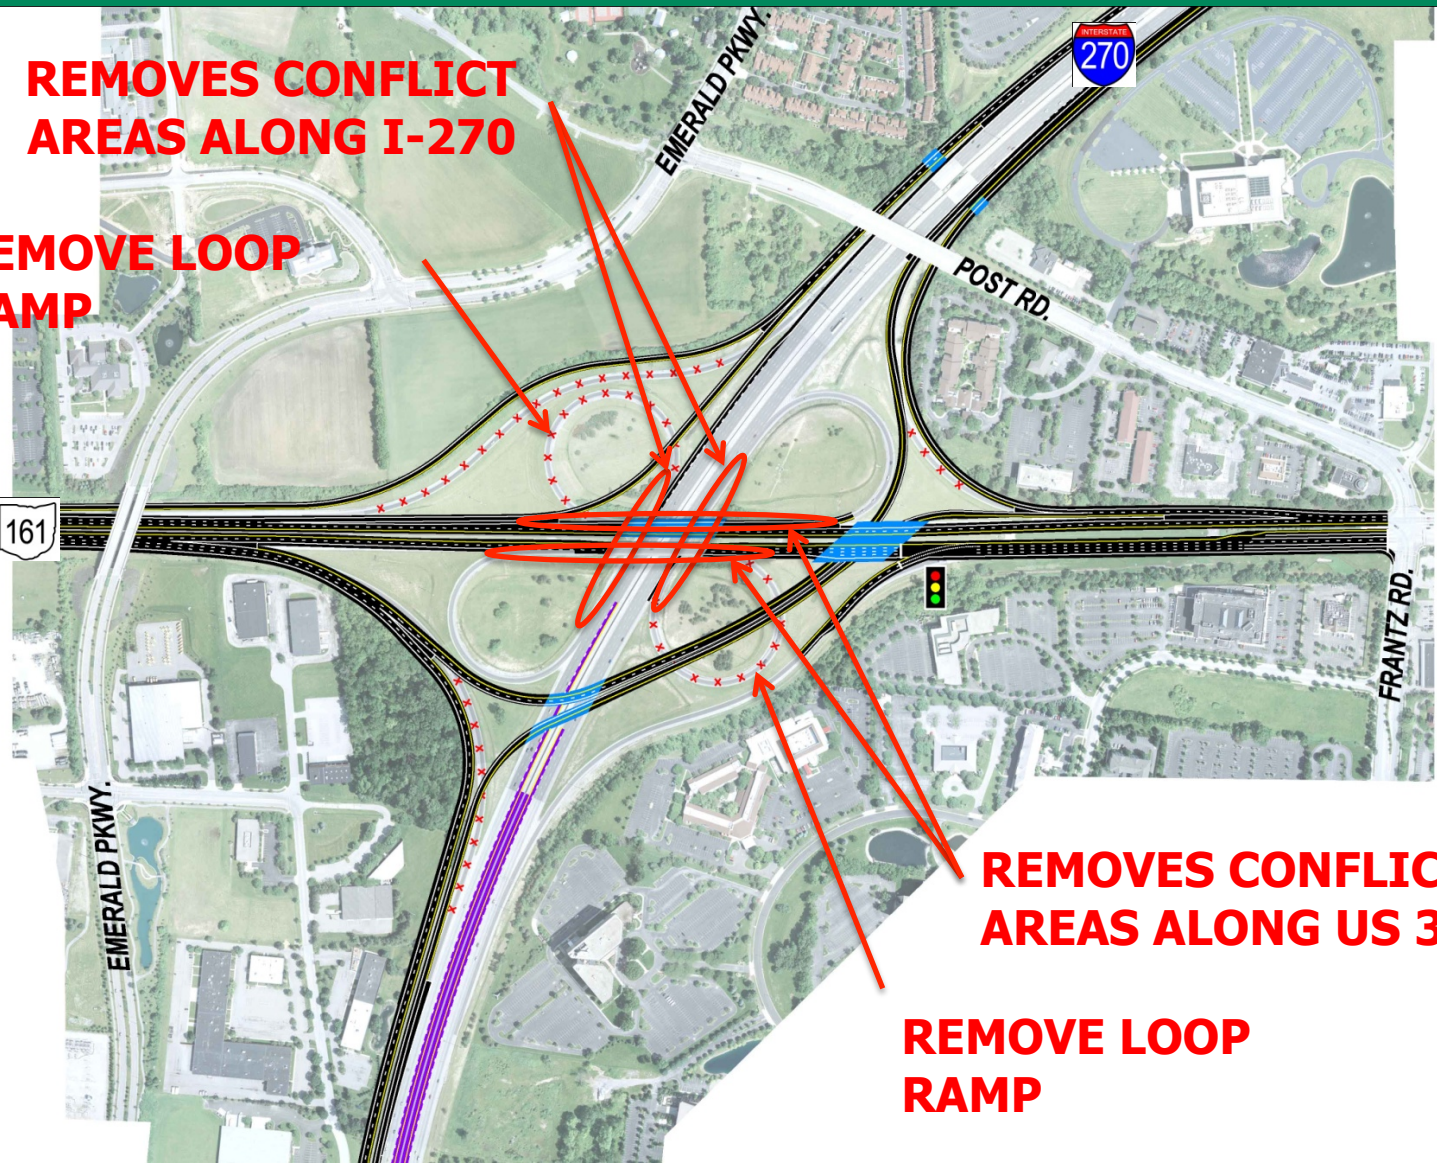 EMERALD PKWY.
INTERSTATE
270
REMOVES CONFLICT
AREAS ALONG I-270
EMOVE LOOP
AMP
POST RD.
161
FRANTZ RD.
EMERALD PKWY.
REMOVES CONFLIC
AREAS ALONG US 3
REMOVE LOOP
RAMP